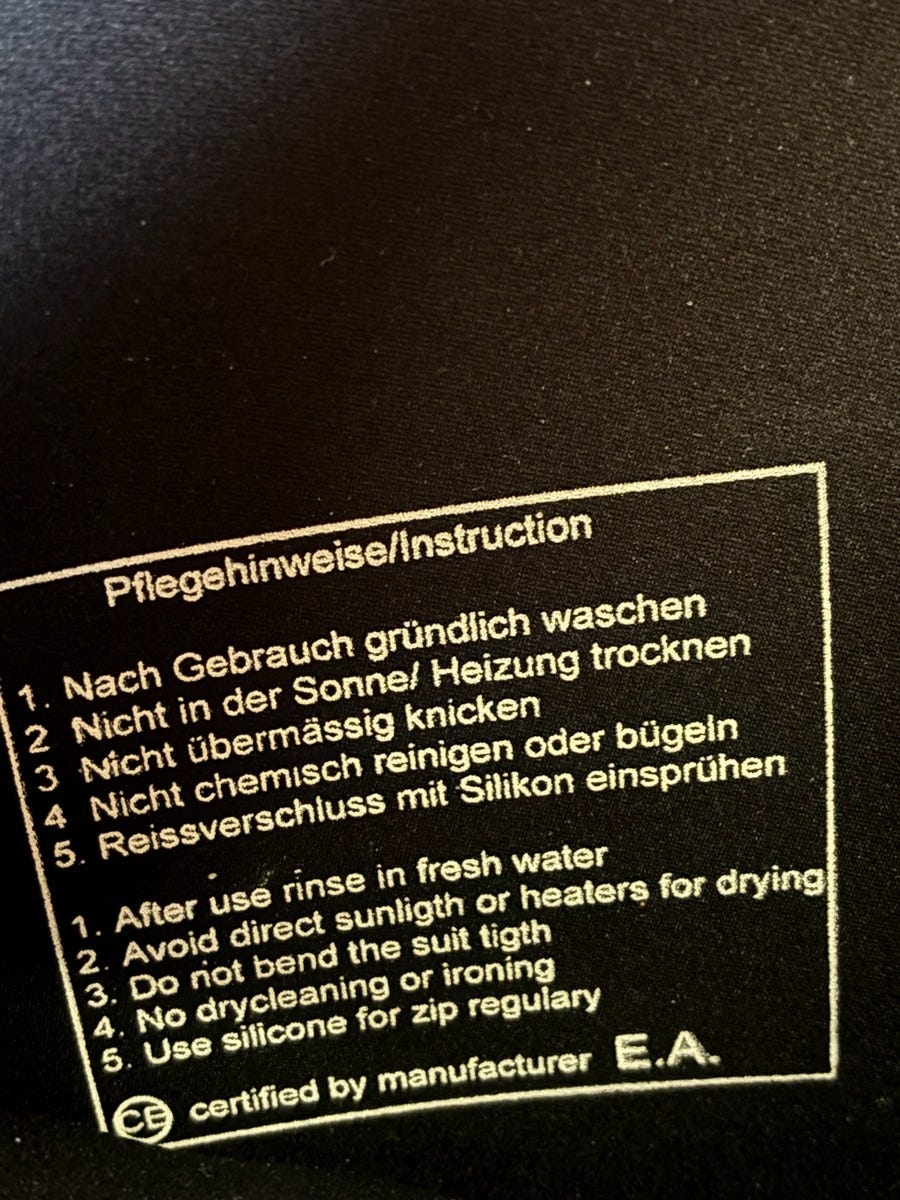 Pflegehinweise/Instruction
1. Nach Gebrauch gründlich waschen
2 Nicht in der Sonne/ Heizung trocknen
3 Nicht übermässig knicken
4 Nicht chemisch reinigen oder bügeln
5. Reissverschluss mit Silikon einsprühen
1. After use rinse in fresh water
2. Avoid direct sunligth or heaters for drying
3. Do not bend the suit tigth
4. No drycleaning or ironing
5. Use silicone for zip regulary
CE certified by manufacturer E.A.